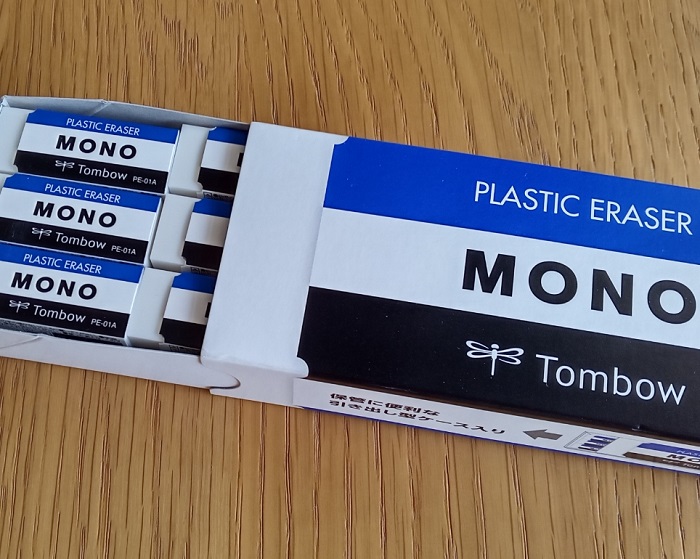 PLASTIC ERASER
MONO
Tombow PE-01A
PLASTIC ERASER
MONO
Tombow PE-01A
PLASTIC ERASER
MONO
Tombow PE-01A
PLASTIC ERASER
MONO
Tombow
保管に便利な
引き出し型ケース入り